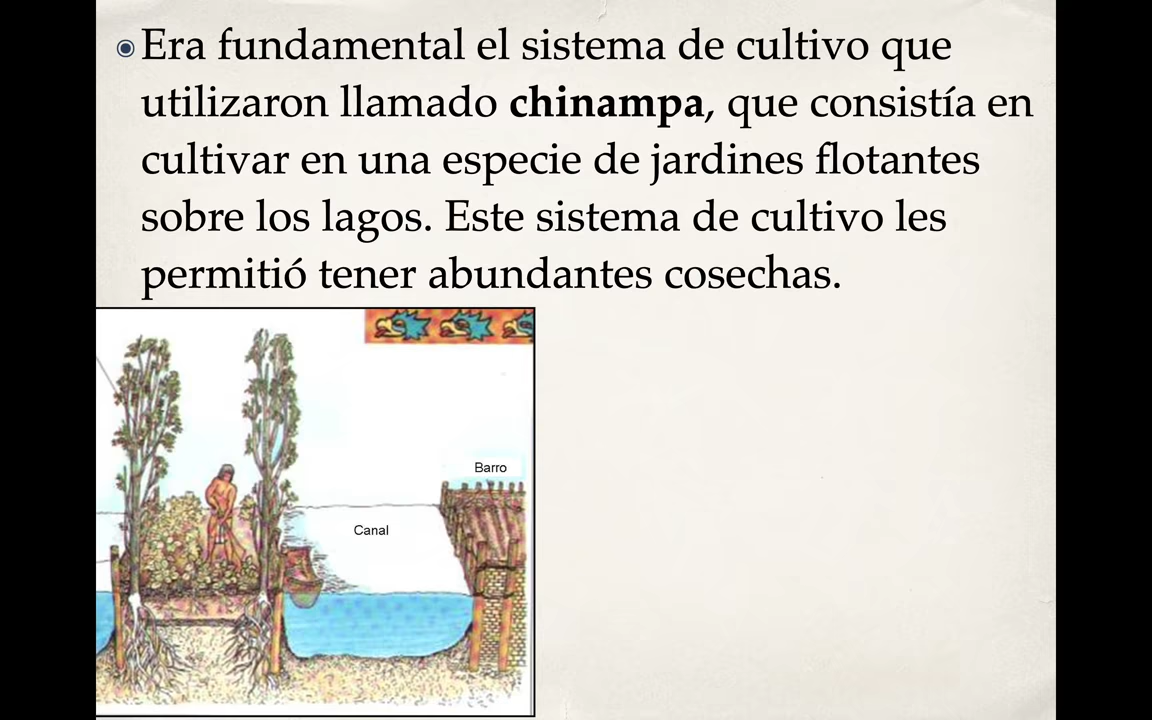 Era fundamental el sistema de cultivo que
utilizaron llamado chinampa, que consistía en
cultivar en una especie de jardines flotantes
sobre los lagos. Este sistema de cultivo les
permitió tener abundantes cosechas.
Barro
Canal